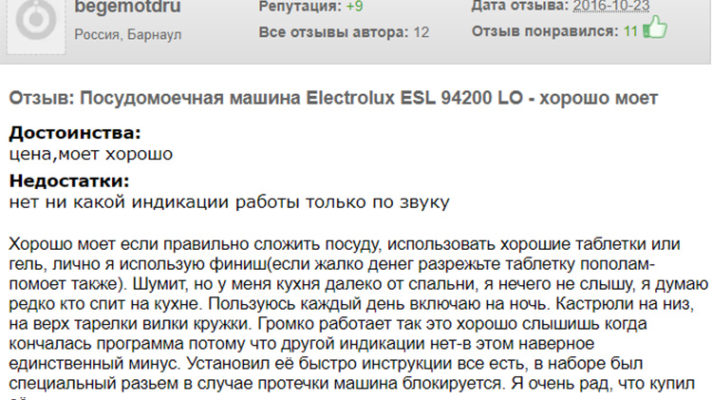 begemotdru
Репутация: +9
Дата отзыва: 2016-10-23
Россия, Барнаул
Все отзывы автора: 12
Отзыв понравился: 11
Отзыв: Посудомоечная машина Electrolux ESL 94200 LO - хорошо моет
Достоинства:
цена,моет хорошо
Недостатки:
нет ни какой индикации работы только по звуку
Хорошо моет если правильно сложить посуду, использовать хорошие таблетки или
гель, лично я использую финиш(если жалко денег разрежьте таблетку пополам-
помоет также). Шумит, но у меня кухня далеко от спальни, я нечего не слышу, я думаю
редко кто спит на кухне. Пользуюсь каждый день включаю на ночь. Кастрюли на низ,
на верх тарелки вилки кружки. Громко работает так это хорошо слышишь когда
кончалась программа потому что другой индикации нет-в этом наверное
единственный минус. Установил её быстро инструкции все есть, в наборе был
специальный разьем в случае протечки машина блокируется. Я очень рад, что купил